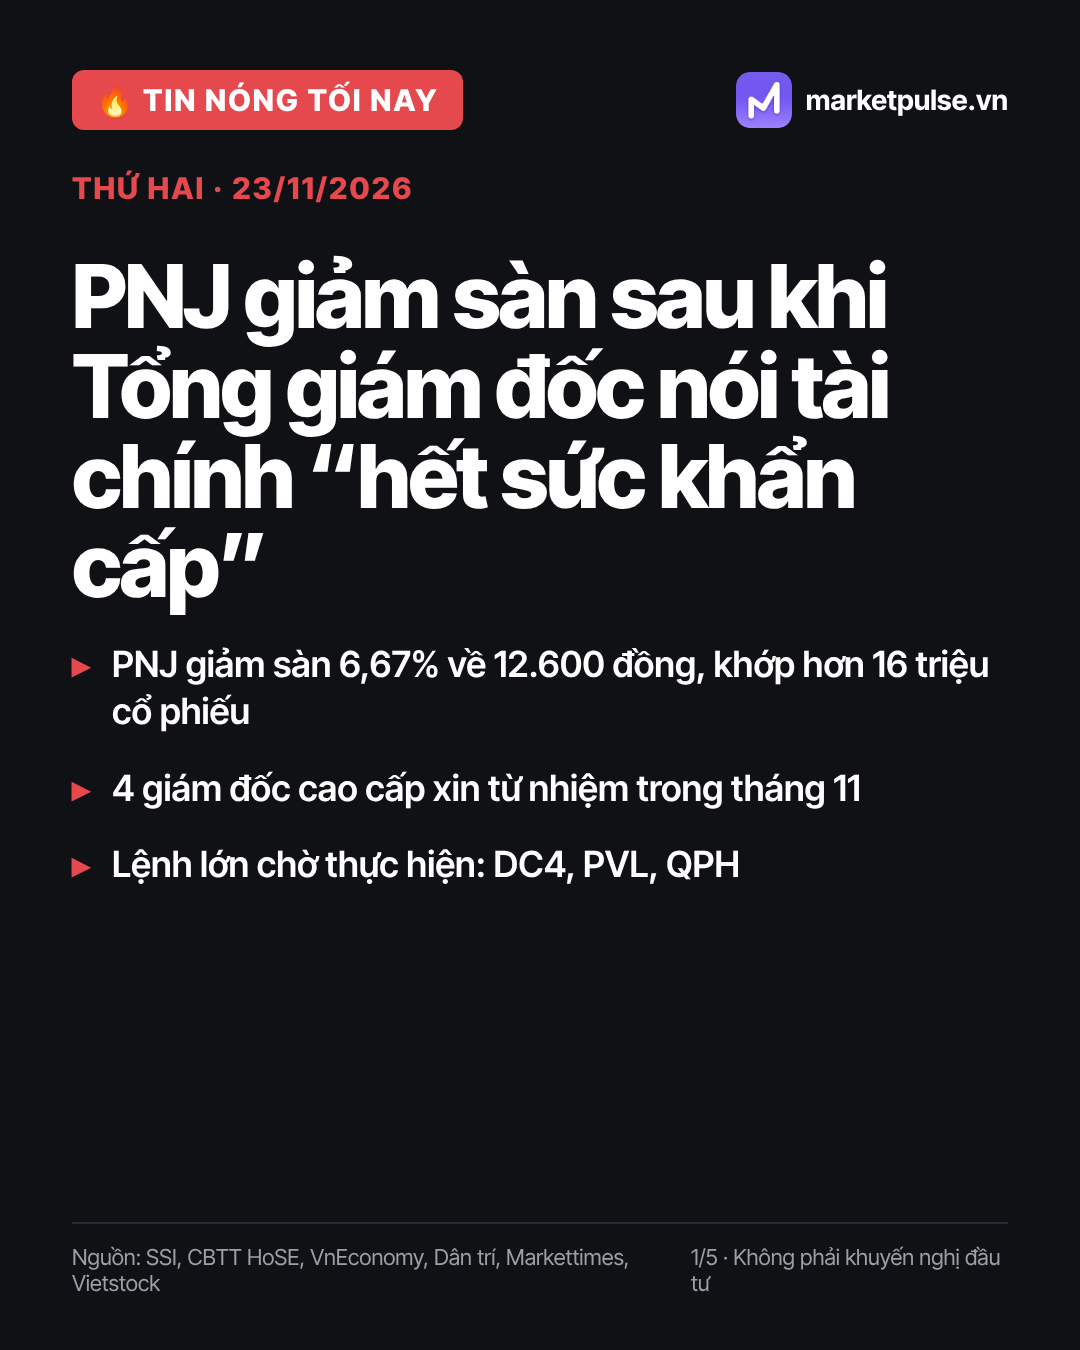 🔥 TIN NÓNG TỐI NAY
marketpulse.vn
THỨ HAI · 23/11/2026
PNJ giảm sàn sau khi
Tổng giám đốc nói tài
chính “hết sức khẩn
cấp”
▶ PNJ giảm sàn 6,67% về 12.600 đồng, khớp hơn 16 triệu
cổ phiếu
▶ 4 giám đốc cao cấp xin từ nhiệm trong tháng 11
▶ Lệnh lớn chờ thực hiện: DC4, PVL, QPH
Nguồn: SSI, CBTT HoSE, VnEconomy, Dân trí, Markettimes,
Vietstock
1/5 · Không phải khuyến nghị đầu
tư